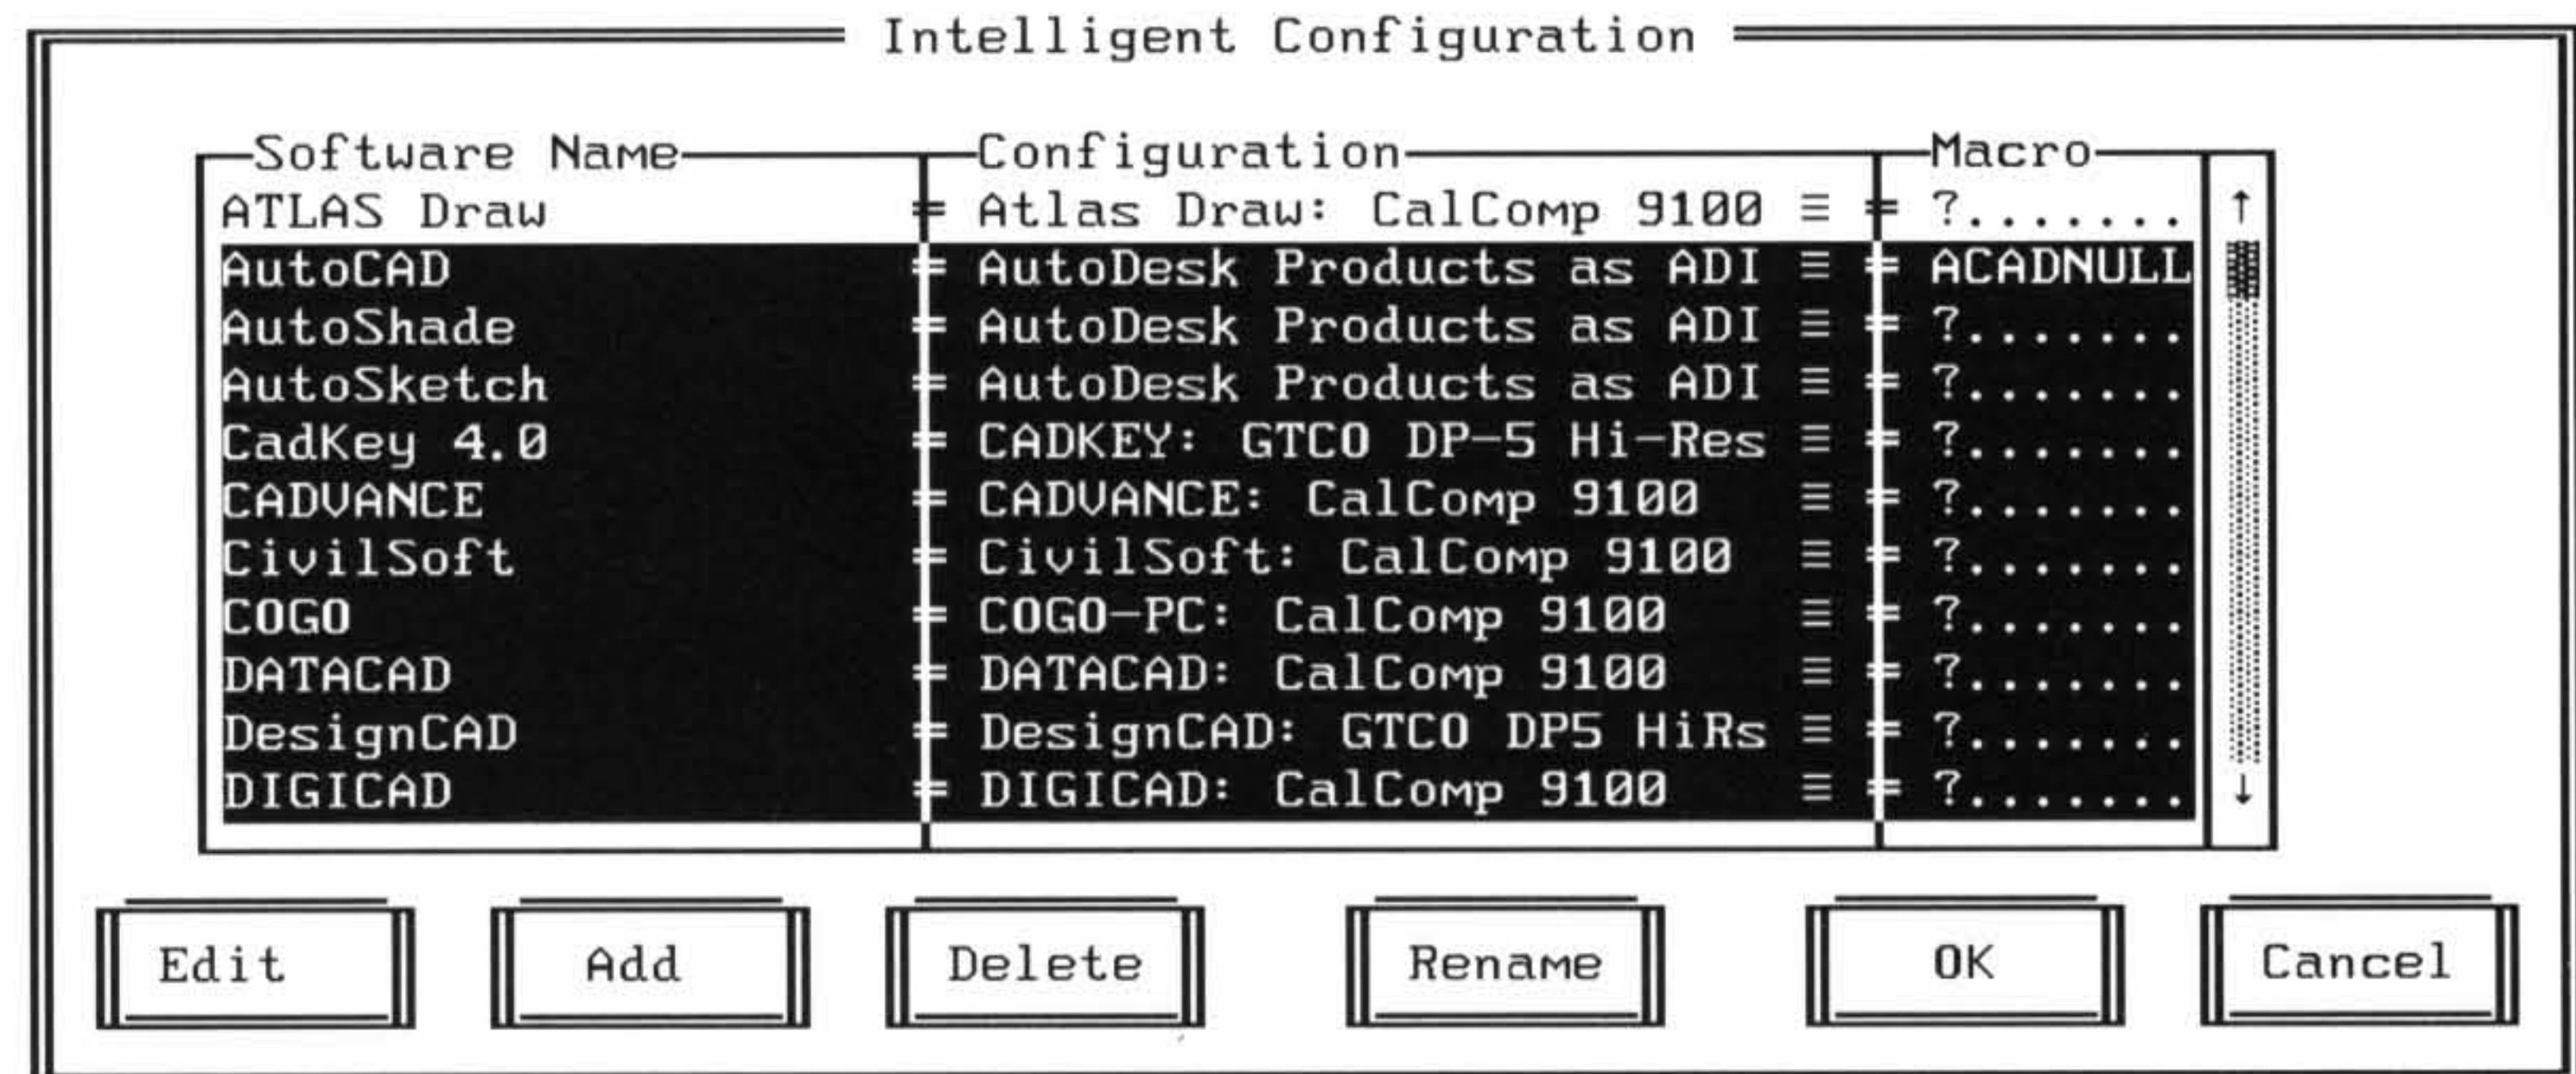 Intelligent Configuration
Software Name Configuration Macro
ATLAS Draw = Atlas Draw: CalComp 9100 ≡ = ?....... ↑
AutoCAD = AutoDesk Products as ADI ≡ = ACADNULL
AutoShade = AutoDesk Products as ADI ≡ = ?.......
AutoSketch = AutoDesk Products as ADI ≡ = ?.......
CadKey 4.0 = CADKEY: GTCO DP-5 Hi-Res ≡ = ?.......
CADVANCE = CADVANCE: CalComp 9100 ≡ = ?.......
CivilSoft = CivilSoft: CalComp 9100 ≡ = ?.......
COGO = COGO-PC: CalComp 9100 ≡ = ?.......
DATACAD = DATACAD: CalComp 9100 ≡ = ?.......
DesignCAD = DesignCAD: GTCO DP5 HiRs ≡ = ?.......
DIGICAD = DIGICAD: CalComp 9100 ≡ = ?....... ↓
Edit Add Delete Rename OK Cancel